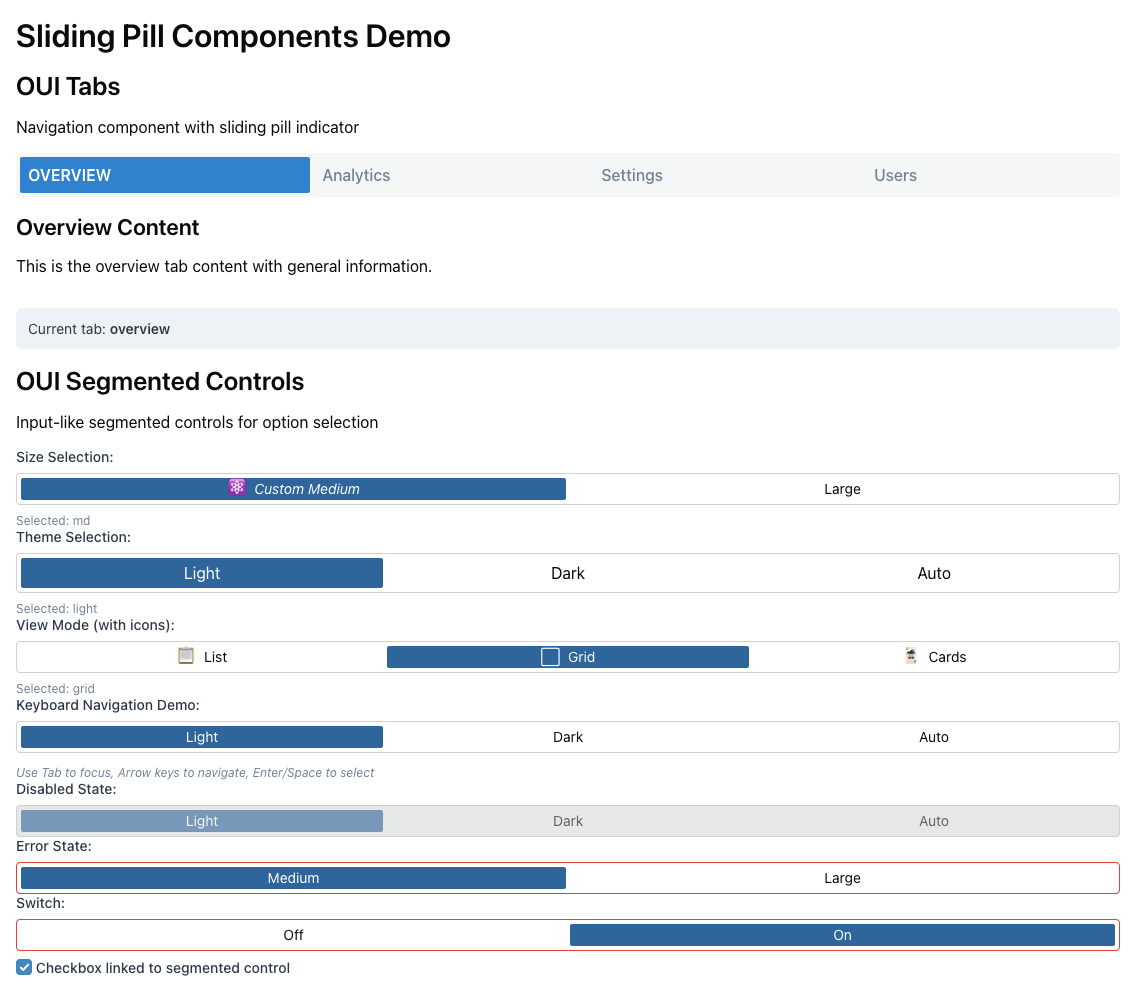 Sliding Pill Components Demo
OUI Tabs
Navigation component with sliding pill indicator
OVERVIEW Analytics Settings Users
Overview Content
This is the overview tab content with general information.
Current tab: overview
OUI Segmented Controls
Input-like segmented controls for option selection
Size Selection:
Custom Medium Large
Selected: md
Theme Selection:
Light Dark Auto
Selected: light
View Mode (with icons):
List Grid Cards
Selected: grid
Keyboard Navigation Demo:
Light Dark Auto
Use Tab to focus, Arrow keys to navigate, Enter/Space to select
Disabled State:
Light Dark Auto
Error State:
Medium Large
Switch:
Off On
Checkbox linked to segmented control